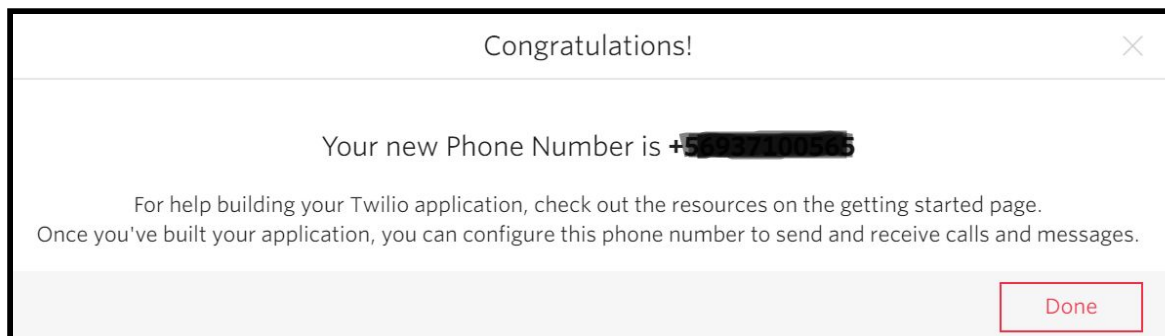 Congratulations!
Your new Phone Number is +
For help building your Twilio application, check out the resources on the getting started page.
Once you've built your application, you can configure this phone number to send and receive calls and messages.
Done